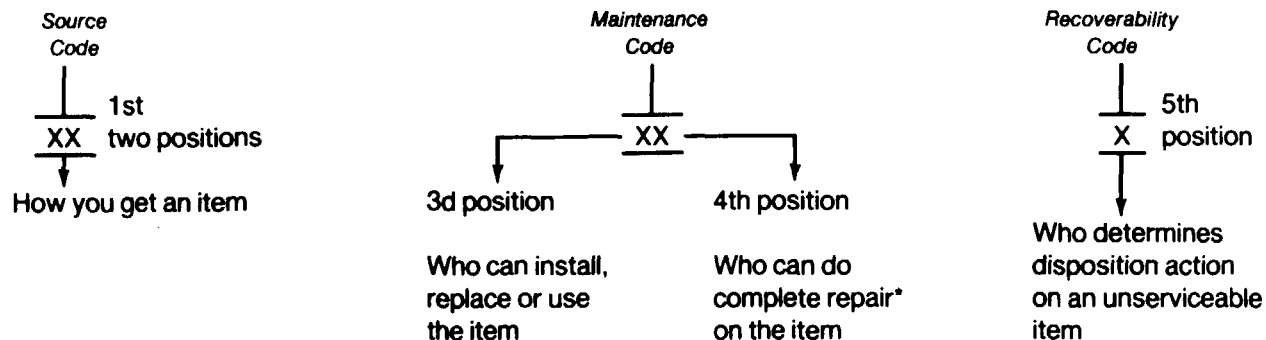 Source
Code
1st
XX two positions
How you get an item
Maintenance
Code
XX
3d position
Who can install,
replace or use
the item
4th position
Who can do
complete repair*
on the item
Recoverability
Code
5th
X position
Who determines
disposition action
on an unserviceable
item